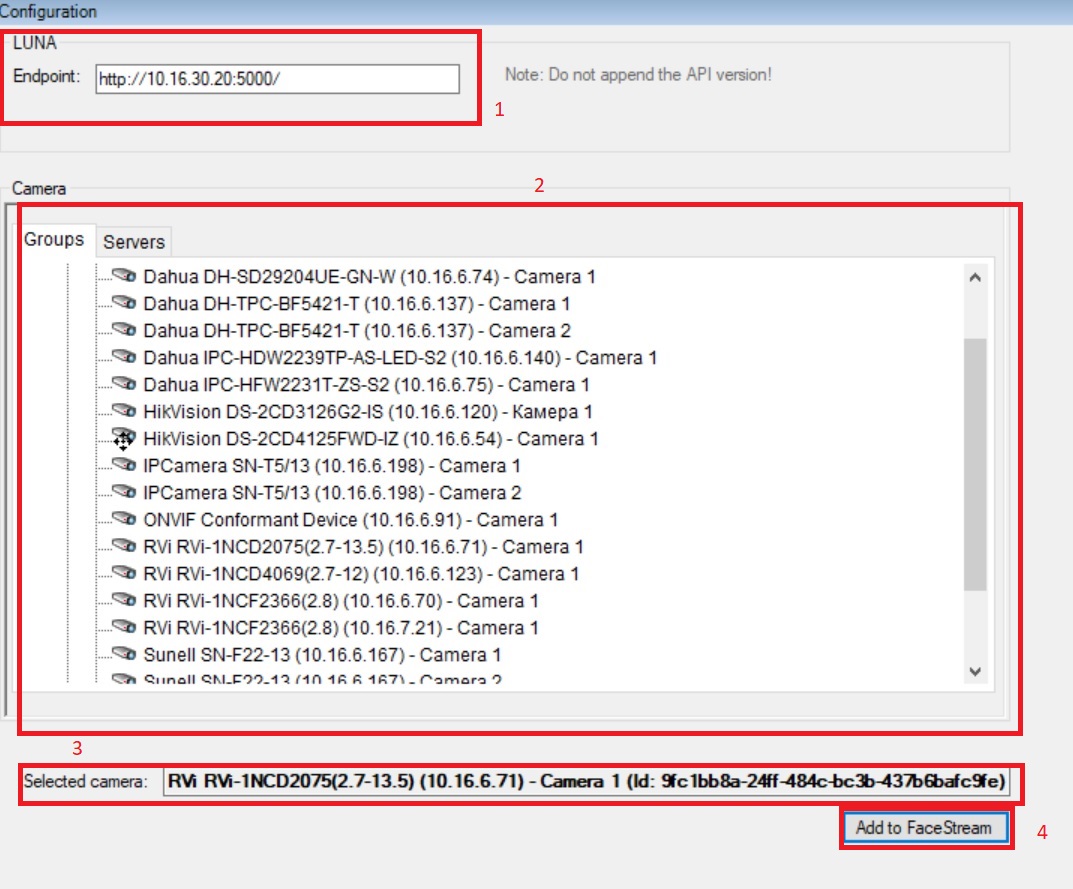 Configuration
LUNA
Endpoint: http://10.16.30.20:5000/
Note: Do not append the API version!
1
Camera
2
Groups Servers
Dahua DH-SD29204UE-GN-W (10.16.6.74) - Camera 1
Dahua DH-TPC-BF5421-T (10.16.6.137) - Camera 1
Dahua DH-TPC-BF5421-T (10.16.6.137) - Camera 2
Dahua IPC-HDW2239TP-AS-LED-S2 (10.16.6.140) - Camera 1
Dahua IPC-HFW2231T-ZS-S2 (10.16.6.75) - Camera 1
HikVision DS-2CD3126G2-IS (10.16.6.120) - Камера 1
HikVision DS-2CD4125FWD-IZ (10.16.6.54) - Camera 1
IPCamera SN-T5/13 (10.16.6.198) - Camera 1
IPCamera SN-T5/13 (10.16.6.198) - Camera 2
ONVIF Conformant Device (10.16.6.91) - Camera 1
RVi RVi-1NCD2075(2.7-13.5) (10.16.6.71) - Camera 1
RVi RVi-1NCD4069(2.7-12) (10.16.6.123) - Camera 1
RVi RVi-1NCF2366(2.8) (10.16.6.70) - Camera 1
RVi RVi-1NCF2366(2.8) (10.16.7.21) - Camera 1
Sunell SN-F22-13 (10.16.6.167) - Camera 1
Sunell SN-F22-13 (10.16.6.167) - Camera 2
3
Selected camera: RVi RVi-1NCD2075(2.7-13.5) (10.16.6.71) - Camera 1 (Id: 9fc1bb8a-24ff-484c-bc3b-437b6bafc9fe)
Add to FaceStream
4